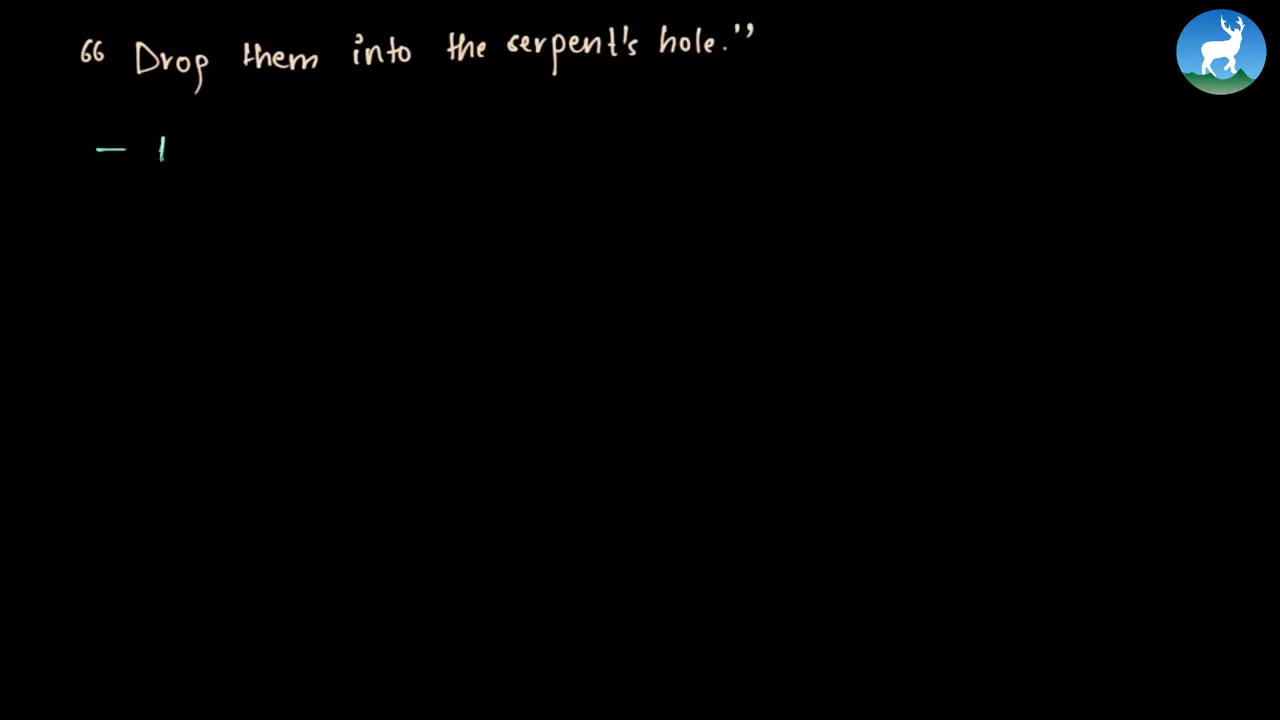 “ Drop them into the serpent's hole.”
–